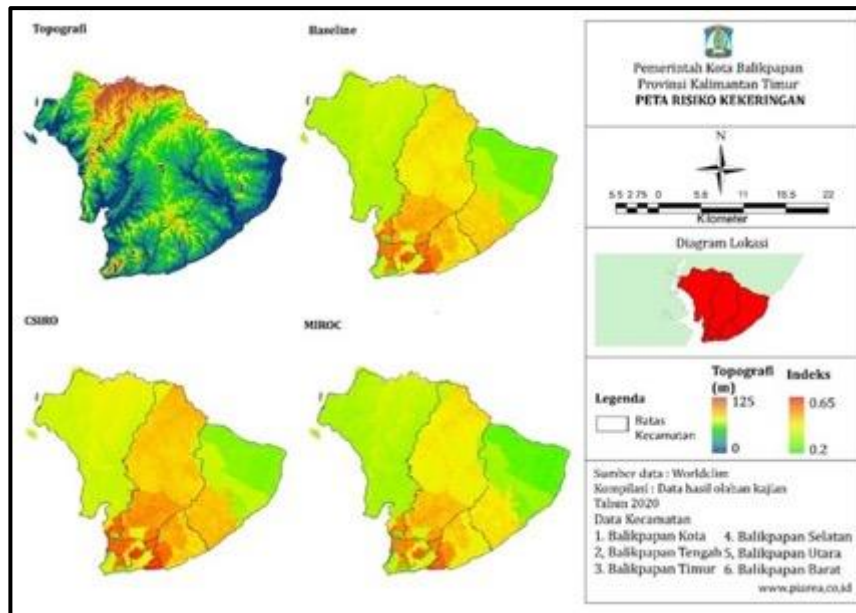 Topografi
Baseline
CSIRO
MIROC
Pemerintah Kota Balikpapan
Provinsi Kalimantan Timur
PETA RISIKO KEKERINGAN
N
5.5 2.75 0 5.5 11 16.5 22
Kilometer
Diagram Lokasi
Legenda
Batas
Kecamatan
Topografi
(m)
125
0
Indeks
0.65
0.2
Sumber data : Worldclim
Kompilasi : Data hasil olahan kajian
Tahun 2020
Data Kecamatan
1. Balikpapan Kota 4. Balikpapan Selatan
2, Balikpapan Tengah 5, Balikpapan Utara
3. Balikpapan Timur 6. Balikpapan Barat
www.piarea.co.id